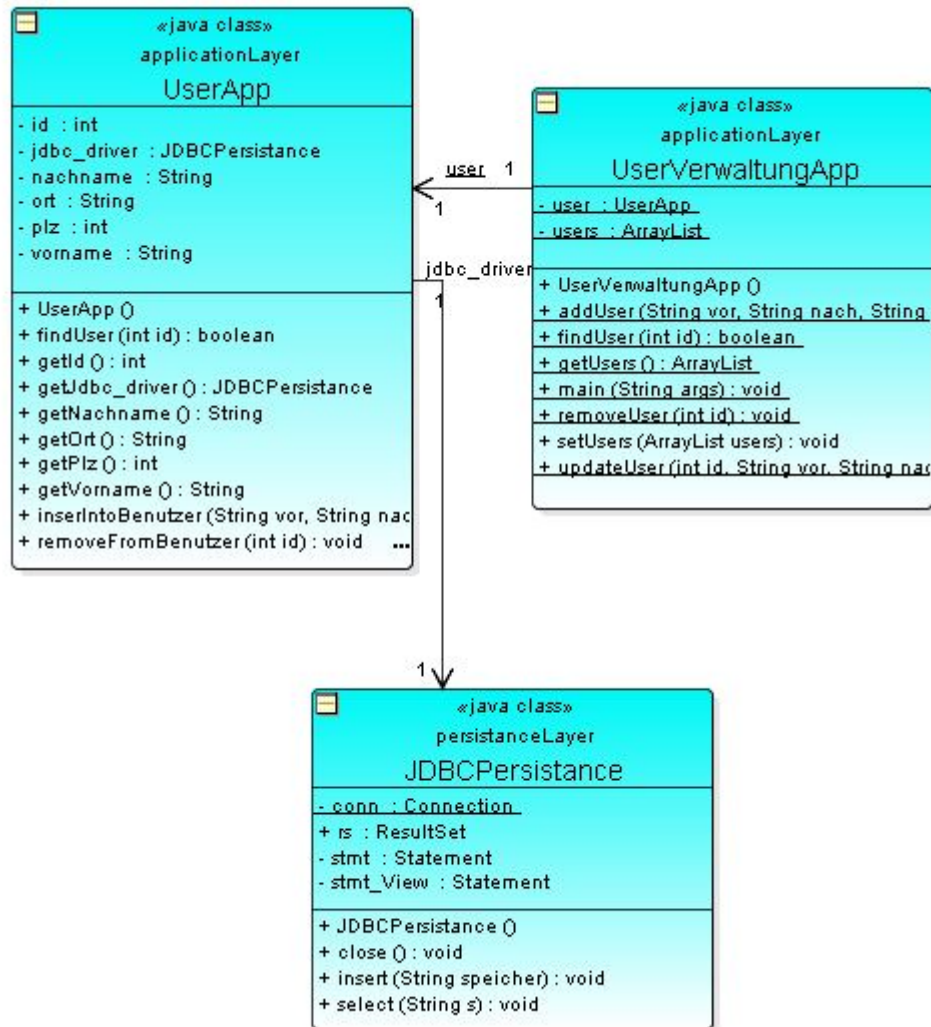 «java class»
applicationLayer
UserApp
- id : int
- jdbc_driver : JDBCPersistance
- nachname : String
- ort : String
- plz : int
- vorname : String
+ UserApp ()
+ findUser (int id) : boolean
+ getId () : int
+ getJdbc_driver () : JDBCPersistance
+ getNachname () : String
+ getOrt () : String
+ getPlz () : int
+ getVorname () : String
+ inserIntoBenutzer (String vor, String nac
+ removeFromBenutzer (int id) : void ...
user 1
1
«java class»
applicationLayer
UserVerwaltungApp
- user : UserApp
- users : ArrayList
+ UserVerwaltungApp ()
+ addUser (String vor, String nach, String
+ findUser (int id) : boolean
+ getUsers () : ArrayList
+ main (String args) : void
+ removeUser (int id) : void
+ setUsers (ArrayList users) : void
+ updateUser (int id, String vor, String nac
jdbc_driver
1
1
«java class»
persistanceLayer
JDBCPersistance
- conn : Connection
+ rs : ResultSet
- stmt : Statement
- stmt_View : Statement
+ JDBCPersistance ()
+ close () : void
+ insert (String speicher) : void
+ select (String s) : void